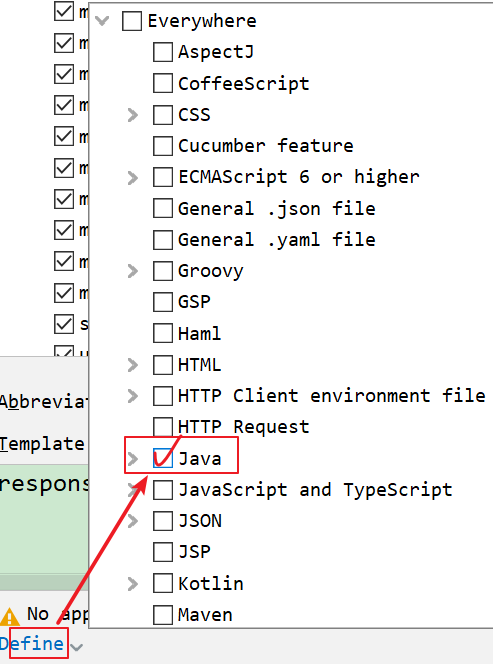 Everywhere
AspectJ
CoffeeScript
CSS
Cucumber feature
ECMAScript 6 or higher
General .json file
General .yaml file
Groovy
GSP
Haml
HTML
HTTP Client environment file
HTTP Request
Java
JavaScript and TypeScript
JSON
JSP
Kotlin
Maven
m
m
m
m
m
m
m
m
m
m
s
Abbreviat
Template
respons
No app
Define